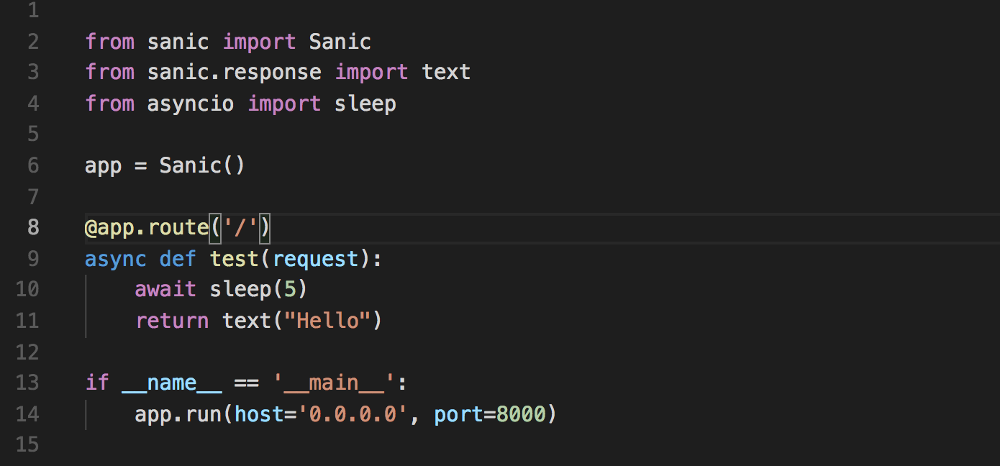 1
2 from sanic import Sanic
3 from sanic.response import text
4 from asyncio import sleep
5
6 app = Sanic()
7
8 @app.route('/')
9 async def test(request):
10     await sleep(5)
11     return text("Hello")
12
13 if __name__ == '__main__':
14     app.run(host='0.0.0.0', port=8000)
15